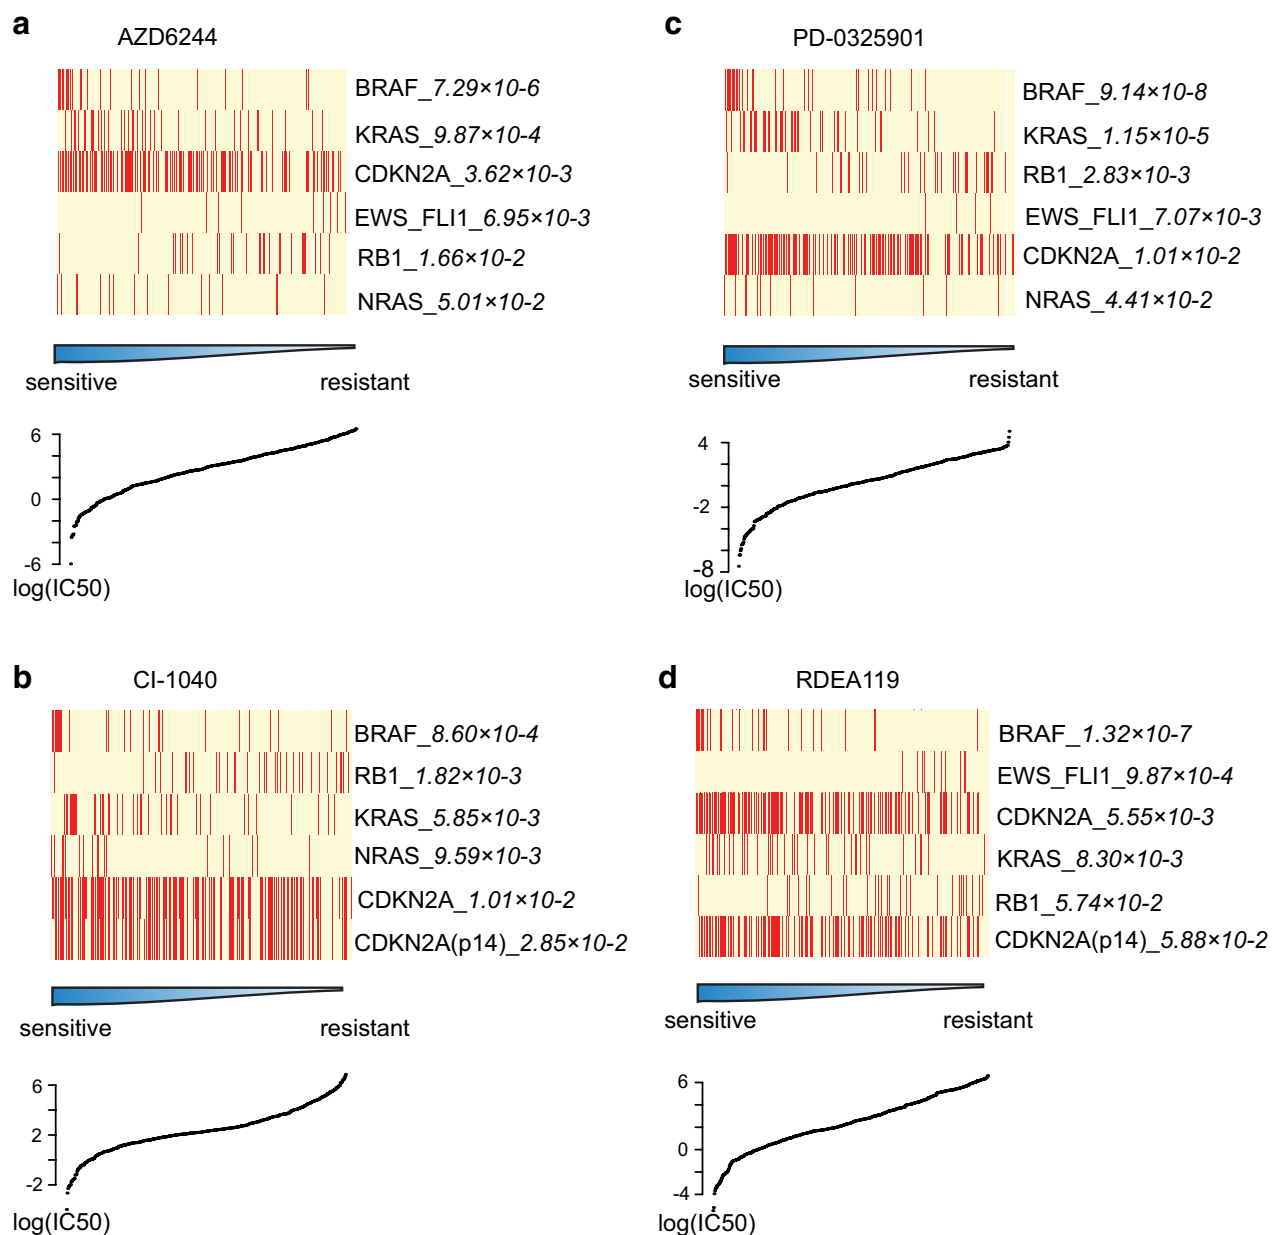 a
AZD6244
BRAF_7.29×10-6
KRAS_9.87×10-4
CDKN2A_3.62×10-3
EWS_FLI1_6.95×10-3
RB1_1.66×10-2
NRAS_5.01×10-2
sensitive
resistant
6
0
-6
log(IC50)
c
PD-0325901
BRAF_9.14×10-8
KRAS_1.15×10-5
RB1_2.83×10-3
EWS_FLI1_7.07×10-3
CDKN2A_1.01×10-2
NRAS_4.41×10-2
sensitive
resistant
4
-2
-8
log(IC50)
b
CI-1040
BRAF_8.60×10-4
RB1_1.82×10-3
KRAS_5.85×10-3
NRAS_9.59×10-3
CDKN2A_1.01×10-2
CDKN2A(p14)_2.85×10-2
sensitive
resistant
6
2
-2
log(IC50)
d
RDEA119
BRAF_1.32×10-7
EWS_FLI1_9.87×10-4
CDKN2A_5.55×10-3
KRAS_8.30×10-3
RB1_5.74×10-2
CDKN2A(p14)_5.88×10-2
sensitive
resistant
6
0
-4
log(IC50)